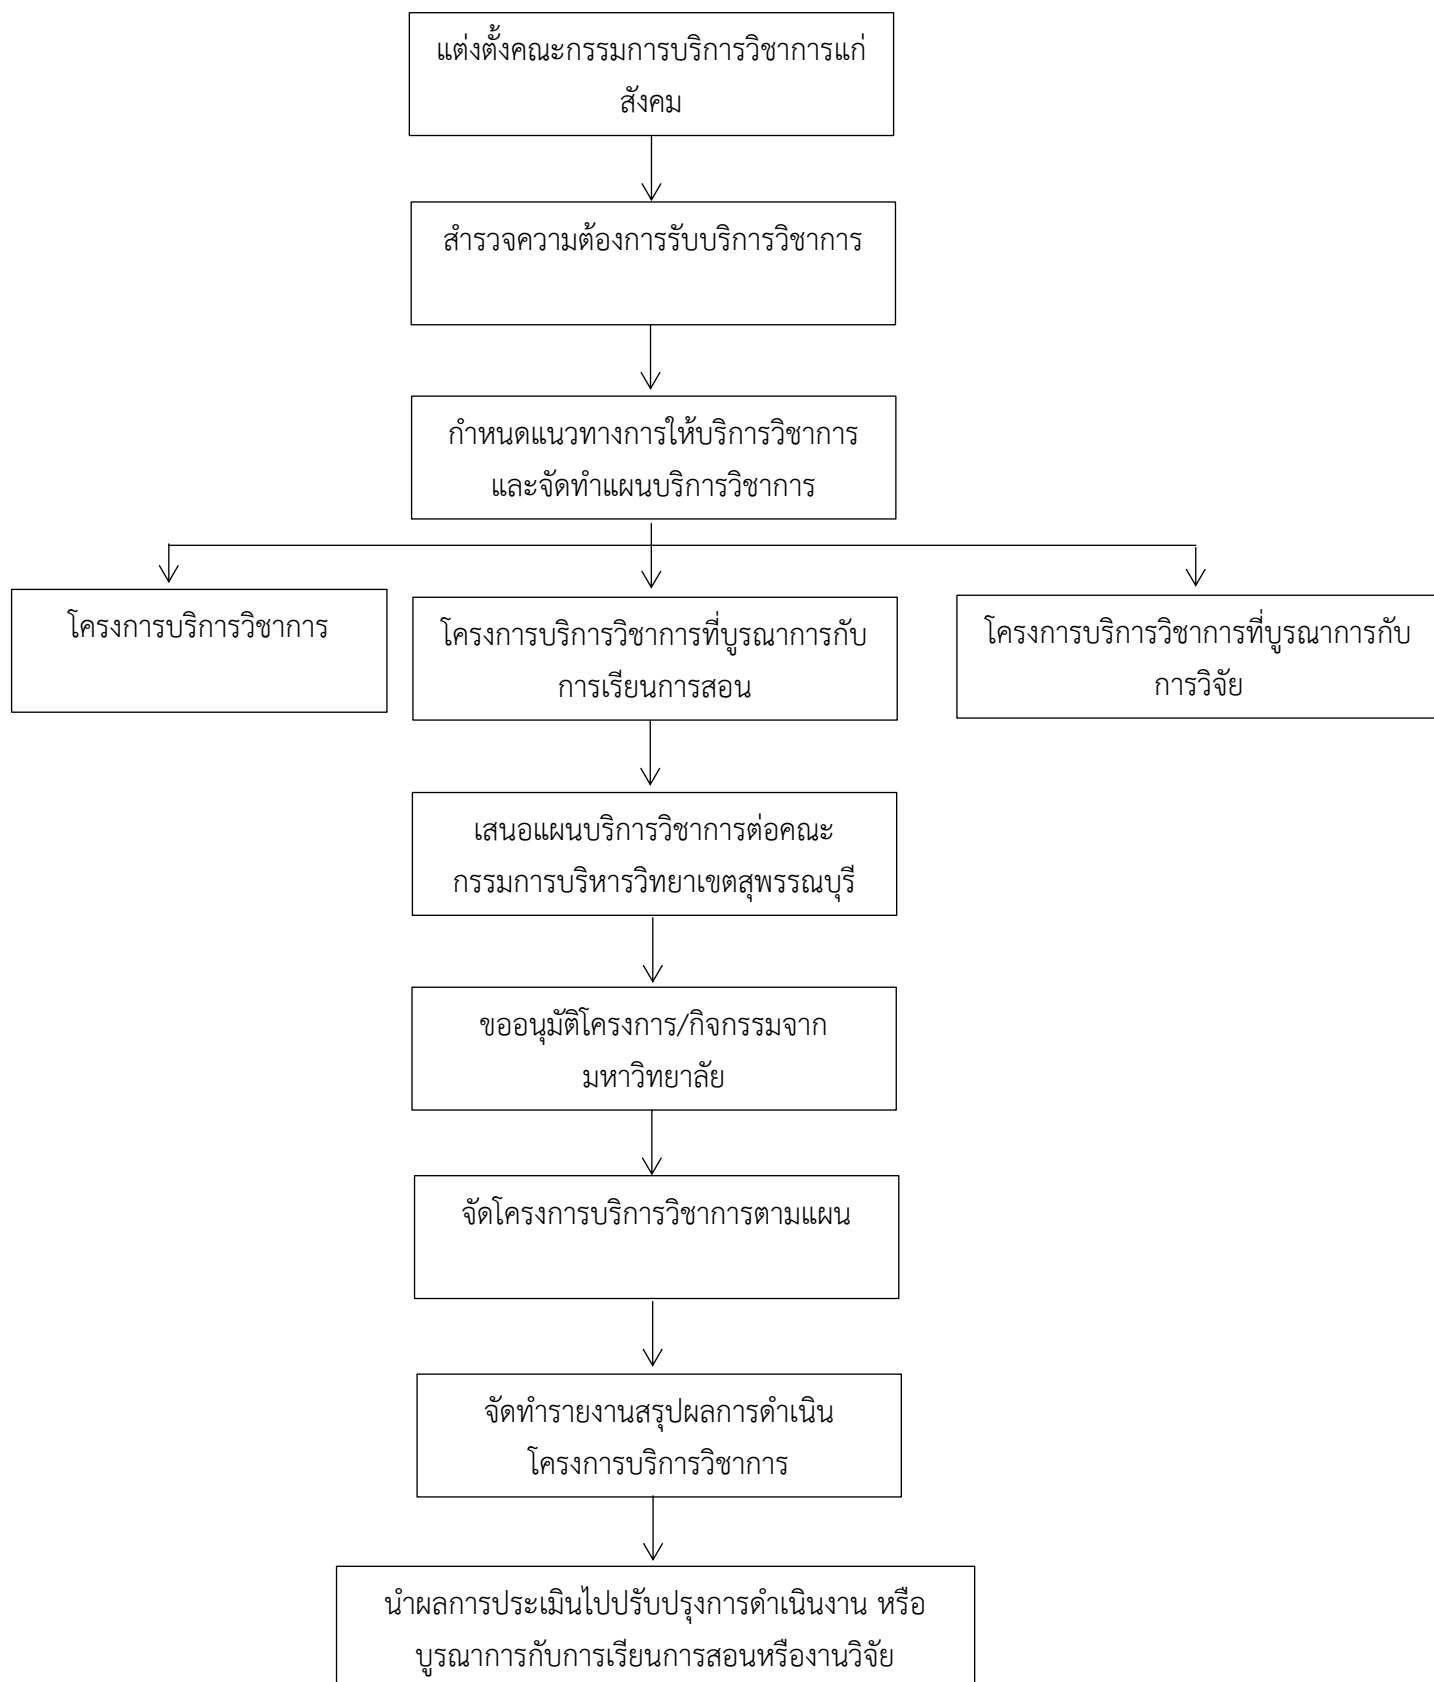 แต่งตั้งคณะกรรมการบริการวิชาการแก่
สังคม
สำรวจความต้องการรับบริการวิชาการ
กำหนดแนวทางการให้บริการวิชาการ
และจัดทำแผนบริการวิชาการ
โครงการบริการวิชาการ
โครงการบริการวิชาการที่บูรณาการกับ
การเรียนการสอน
โครงการบริการวิชาการที่บูรณาการกับ
การวิจัย
เสนอแผนบริการวิชาการต่อคณะ
กรรมการบริหารวิทยาเขตสุพรรณบุรี
ขออนุมัติโครงการ/กิจกรรมจาก
มหาวิทยาลัย
จัดโครงการบริการวิชาการตามแผน
จัดทำรายงานสรุปผลการดำเนิน
โครงการบริการวิชาการ
นำผลการประเมินไปปรับปรุงการดำเนินงาน หรือ
บูรณาการกับการเรียนการสอนหรืองานวิจัย